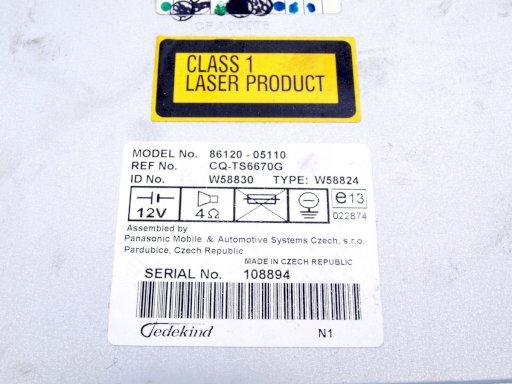 CLASS 1
LASER PRODUCT
MODEL No. 86120 - 05110
REF No. CQ-TS6670G
ID No. W58830 TYPE: W58824
12V 4Ω e13
022874
Assembled by
Panasonic Mobile & Automotive Systems Czech, s.r.o.
Pardubice, Czech Republic
MADE IN CZECH REPUBLIC
SERIAL No. 108894
Tedekind N1